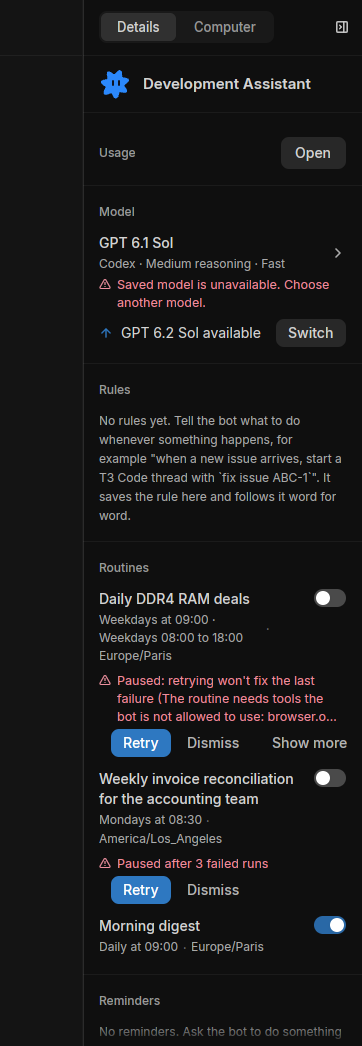 Details
Computer
Development Assistant
Usage
Open
Model
GPT 6.1 Sol
Codex · Medium reasoning · Fast
Saved model is unavailable. Choose
another model.
GPT 6.2 Sol available
Switch
Rules
No rules yet. Tell the bot what to do
whenever something happens, for
example "when a new issue arrives, start a
T3 Code thread with `fix issue ABC-1`". It
saves the rule here and follows it word for
word.
Routines
Daily DDR4 RAM deals
Weekdays at 09:00 ·
Weekdays 08:00 to 18:00 ·
Europe/Paris
Paused: retrying won't fix the last
failure (The routine needs tools the
bot is not allowed to use: browser.o...
Retry
Dismiss
Show more
Weekly invoice reconciliation
for the accounting team
Mondays at 08:30 ·
America/Los_Angeles
Paused after 3 failed runs
Retry
Dismiss
Morning digest
Daily at 09:00 · Europe/Paris
Reminders
No reminders. Ask the bot to do something